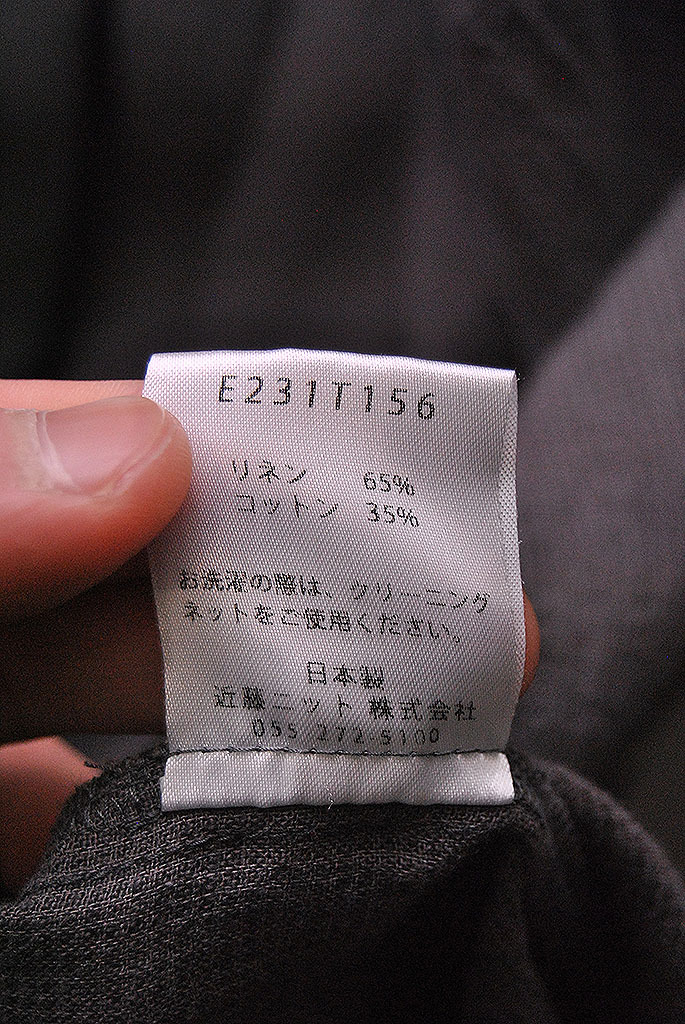 E231T156
リネン 65%
コットン 35%
お洗濯の際は、クリーニング
ネットをご使用ください。
日本製
近藤ニット 株式会社
055-272-5100